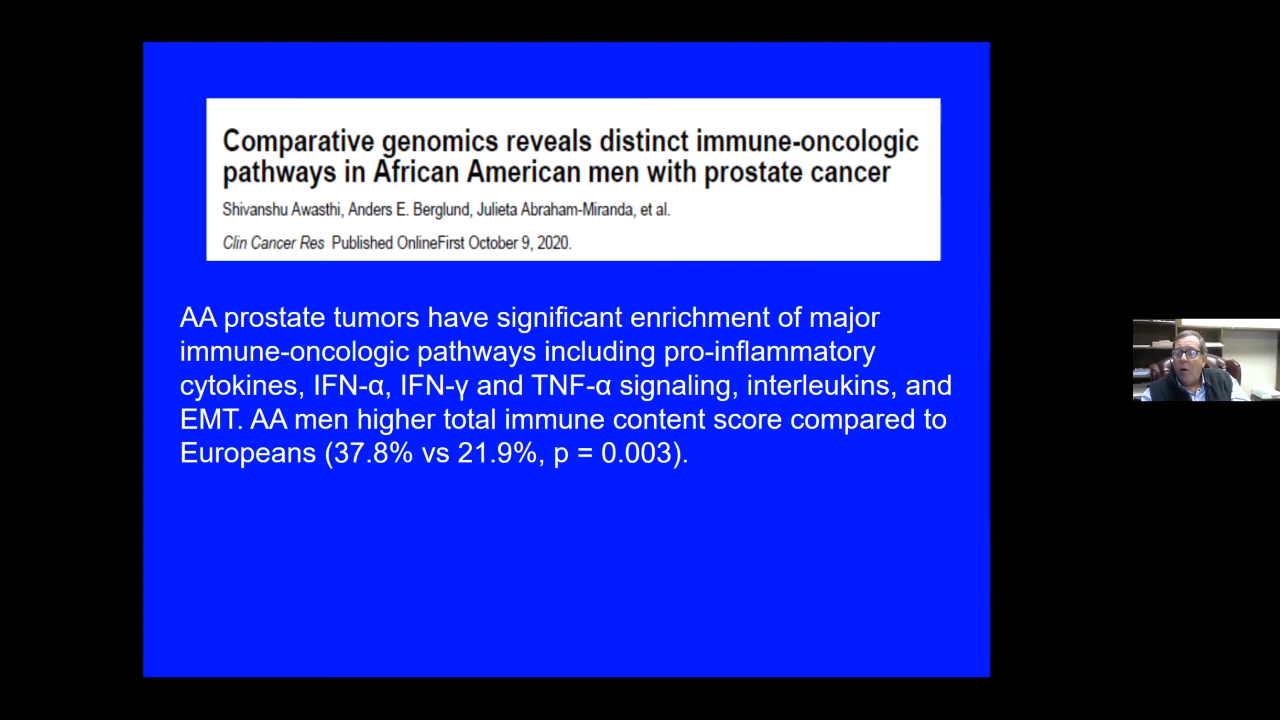 Comparative genomics reveals distinct immune-oncologic
pathways in African American men with prostate cancer
Shivanshu Awasthi, Anders E. Berglund, Julieta Abraham-Miranda, et al.
Clin Cancer Res Published OnlineFirst October 9, 2020.
AA prostate tumors have significant enrichment of major
immune-oncologic pathways including pro-inflammatory
cytokines, IFN-α, IFN-γ and TNF-α signaling, interleukins, and
EMT. AA men higher total immune content score compared to
Europeans (37.8% vs 21.9%, p = 0.003).